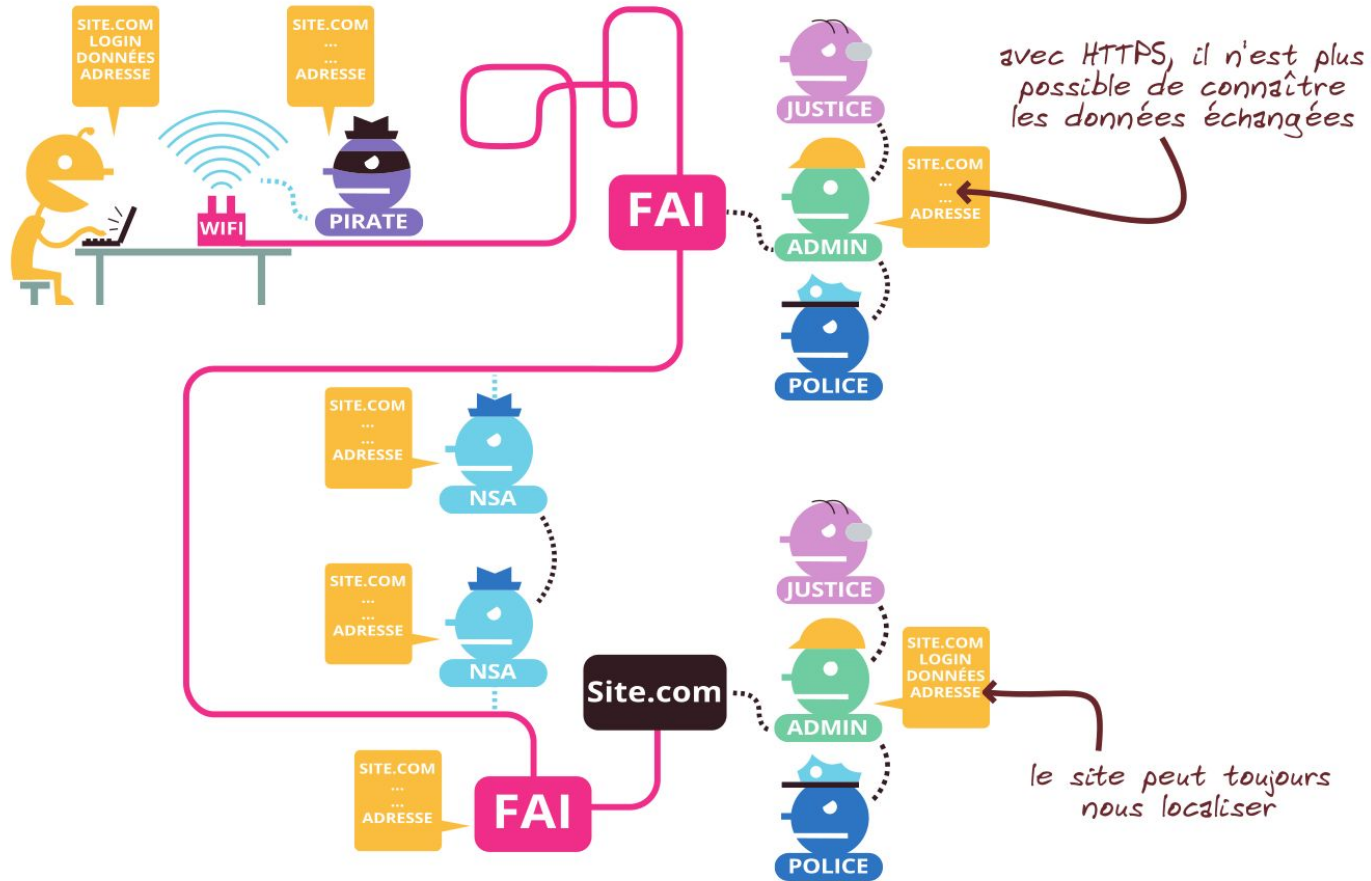 SITE.COM
LOGIN
DONNÉES
ADRESSE
SITE.COM
...
...
ADRESSE
WIFI
PIRATE
FAI
JUSTICE
ADMIN
POLICE
SITE.COM
...
...
ADRESSE
avec HTTPS, il n'est plus
possible de connaître
les données échangées
SITE.COM
...
...
ADRESSE
NSA
SITE.COM
...
...
ADRESSE
NSA
SITE.COM
...
...
ADRESSE
FAI
Site.com
JUSTICE
ADMIN
POLICE
SITE.COM
LOGIN
DONNÉES
ADRESSE
le site peut toujours
nous localiser